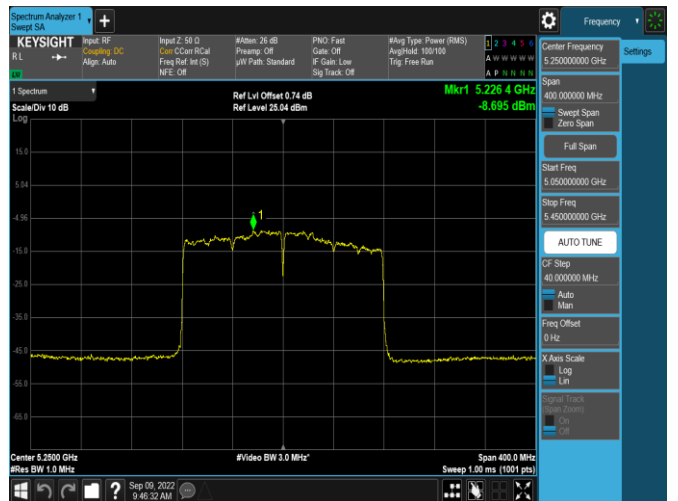 Spectrum Analyzer 1
Swept SA
+
Frequency
KEYSIGHT
RL
LV
Input: RF
Coupling: DC
Align: Auto
Input Z: 50 Ω
Corr CCorr RCal
Freq Ref: Int (S)
NFE: Off
#Atten: 26 dB
Preamp: Off
µW Path: Standard
PNO: Fast
Gate: Off
IF Gain: Low
Sig Track: Off
#Avg Type: Power (RMS)
Avg|Hold: 100/100
Trig: Free Run
1 2 3 4 5 6
A W W W W W
A P N N N N
1 Spectrum
Scale/Div 10 dB
Log
Ref Lvl Offset 0.74 dB
Ref Level 25.04 dBm
Mkr1 5.226 4 GHz
-8.695 dBm
15.0
5.04
-4.96
-15.0
-25.0
-35.0
-45.0
-55.0
-65.0
1
Center 5.2500 GHz
#Res BW 1.0 MHz
#Video BW 3.0 MHz*
Span 400.0 MHz
Sweep 1.00 ms (1001 pts)
Sep 09, 2022
9:46:32 AM
?
Center Frequency
5.250000000 GHz
Span
400.000000 MHz
Swept Span
Zero Span
Full Span
Start Freq
5.050000000 GHz
Stop Freq
5.450000000 GHz
AUTO TUNE
CF Step
40.000000 MHz
Auto
Man
Freq Offset
0 Hz
X Axis Scale
Log
Lin
Signal Track
(Span Zoom)
On
Off
Settings